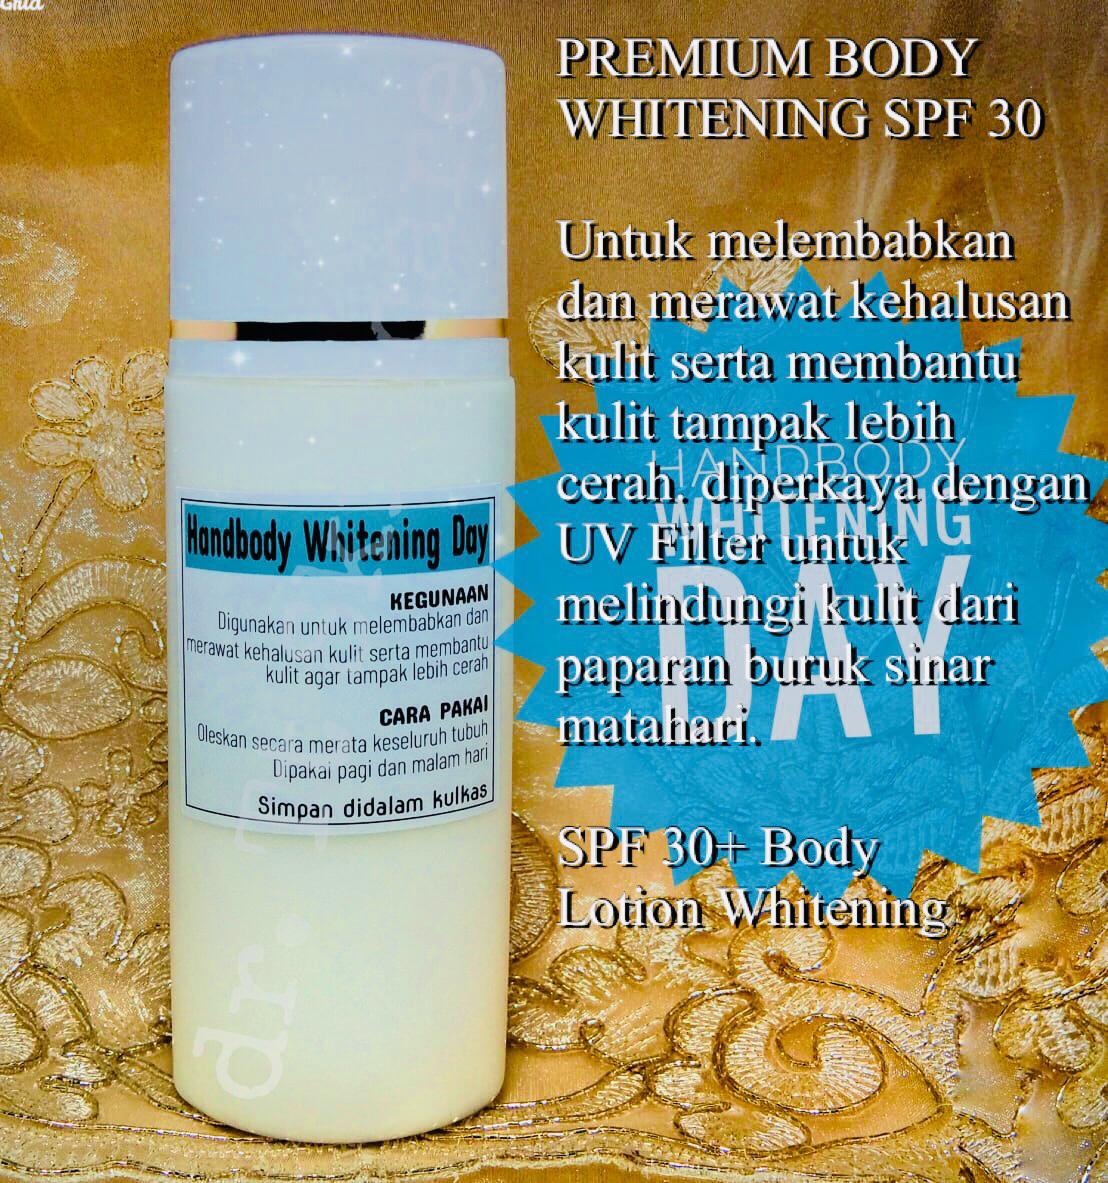 PREMIUM BODY
WHITENING SPF 30
Untuk melembabkan
dan merawat kehalusan
kulit serta membantu
kulit tampak lebih
cerah, diperkaya dengan
UV Filter untuk
melindungi kulit dari
paparan buruk sinar
matahari.
SPF 30+ Body
Lotion Whitening
HANDBODY
WHITENING
DAY
Handbody Whitening Day
KEGUNAAN
Digunakan untuk melembabkan dan
merawat kehalusan kulit serta membantu
kulit agar tampak lebih cerah
CARA PAKAI
Oleskan secara merata keseluruh tubuh
Dipakai pagi dan malam hari
Simpan didalam kulkas
dr.